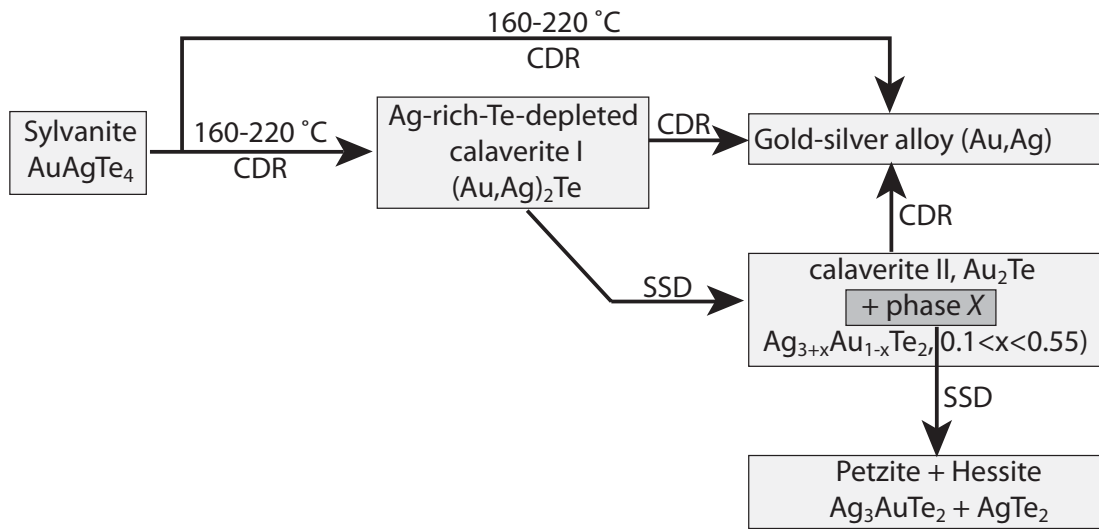 160-220 ˚C
CDR
Sylvanite
AuAgTe₄
160-220 ˚C
CDR
Ag-rich-Te-depleted
calaverite I
(Au,Ag)₂Te
CDR
Gold-silver alloy (Au,Ag)
CDR
SSD
calaverite II, Au₂Te
+ phase X
Ag₃₊ₓAu₁₋ₓTe₂, 0.1<x<0.55)
SSD
Petzite + Hessite
Ag₃AuTe₂ + AgTe₂